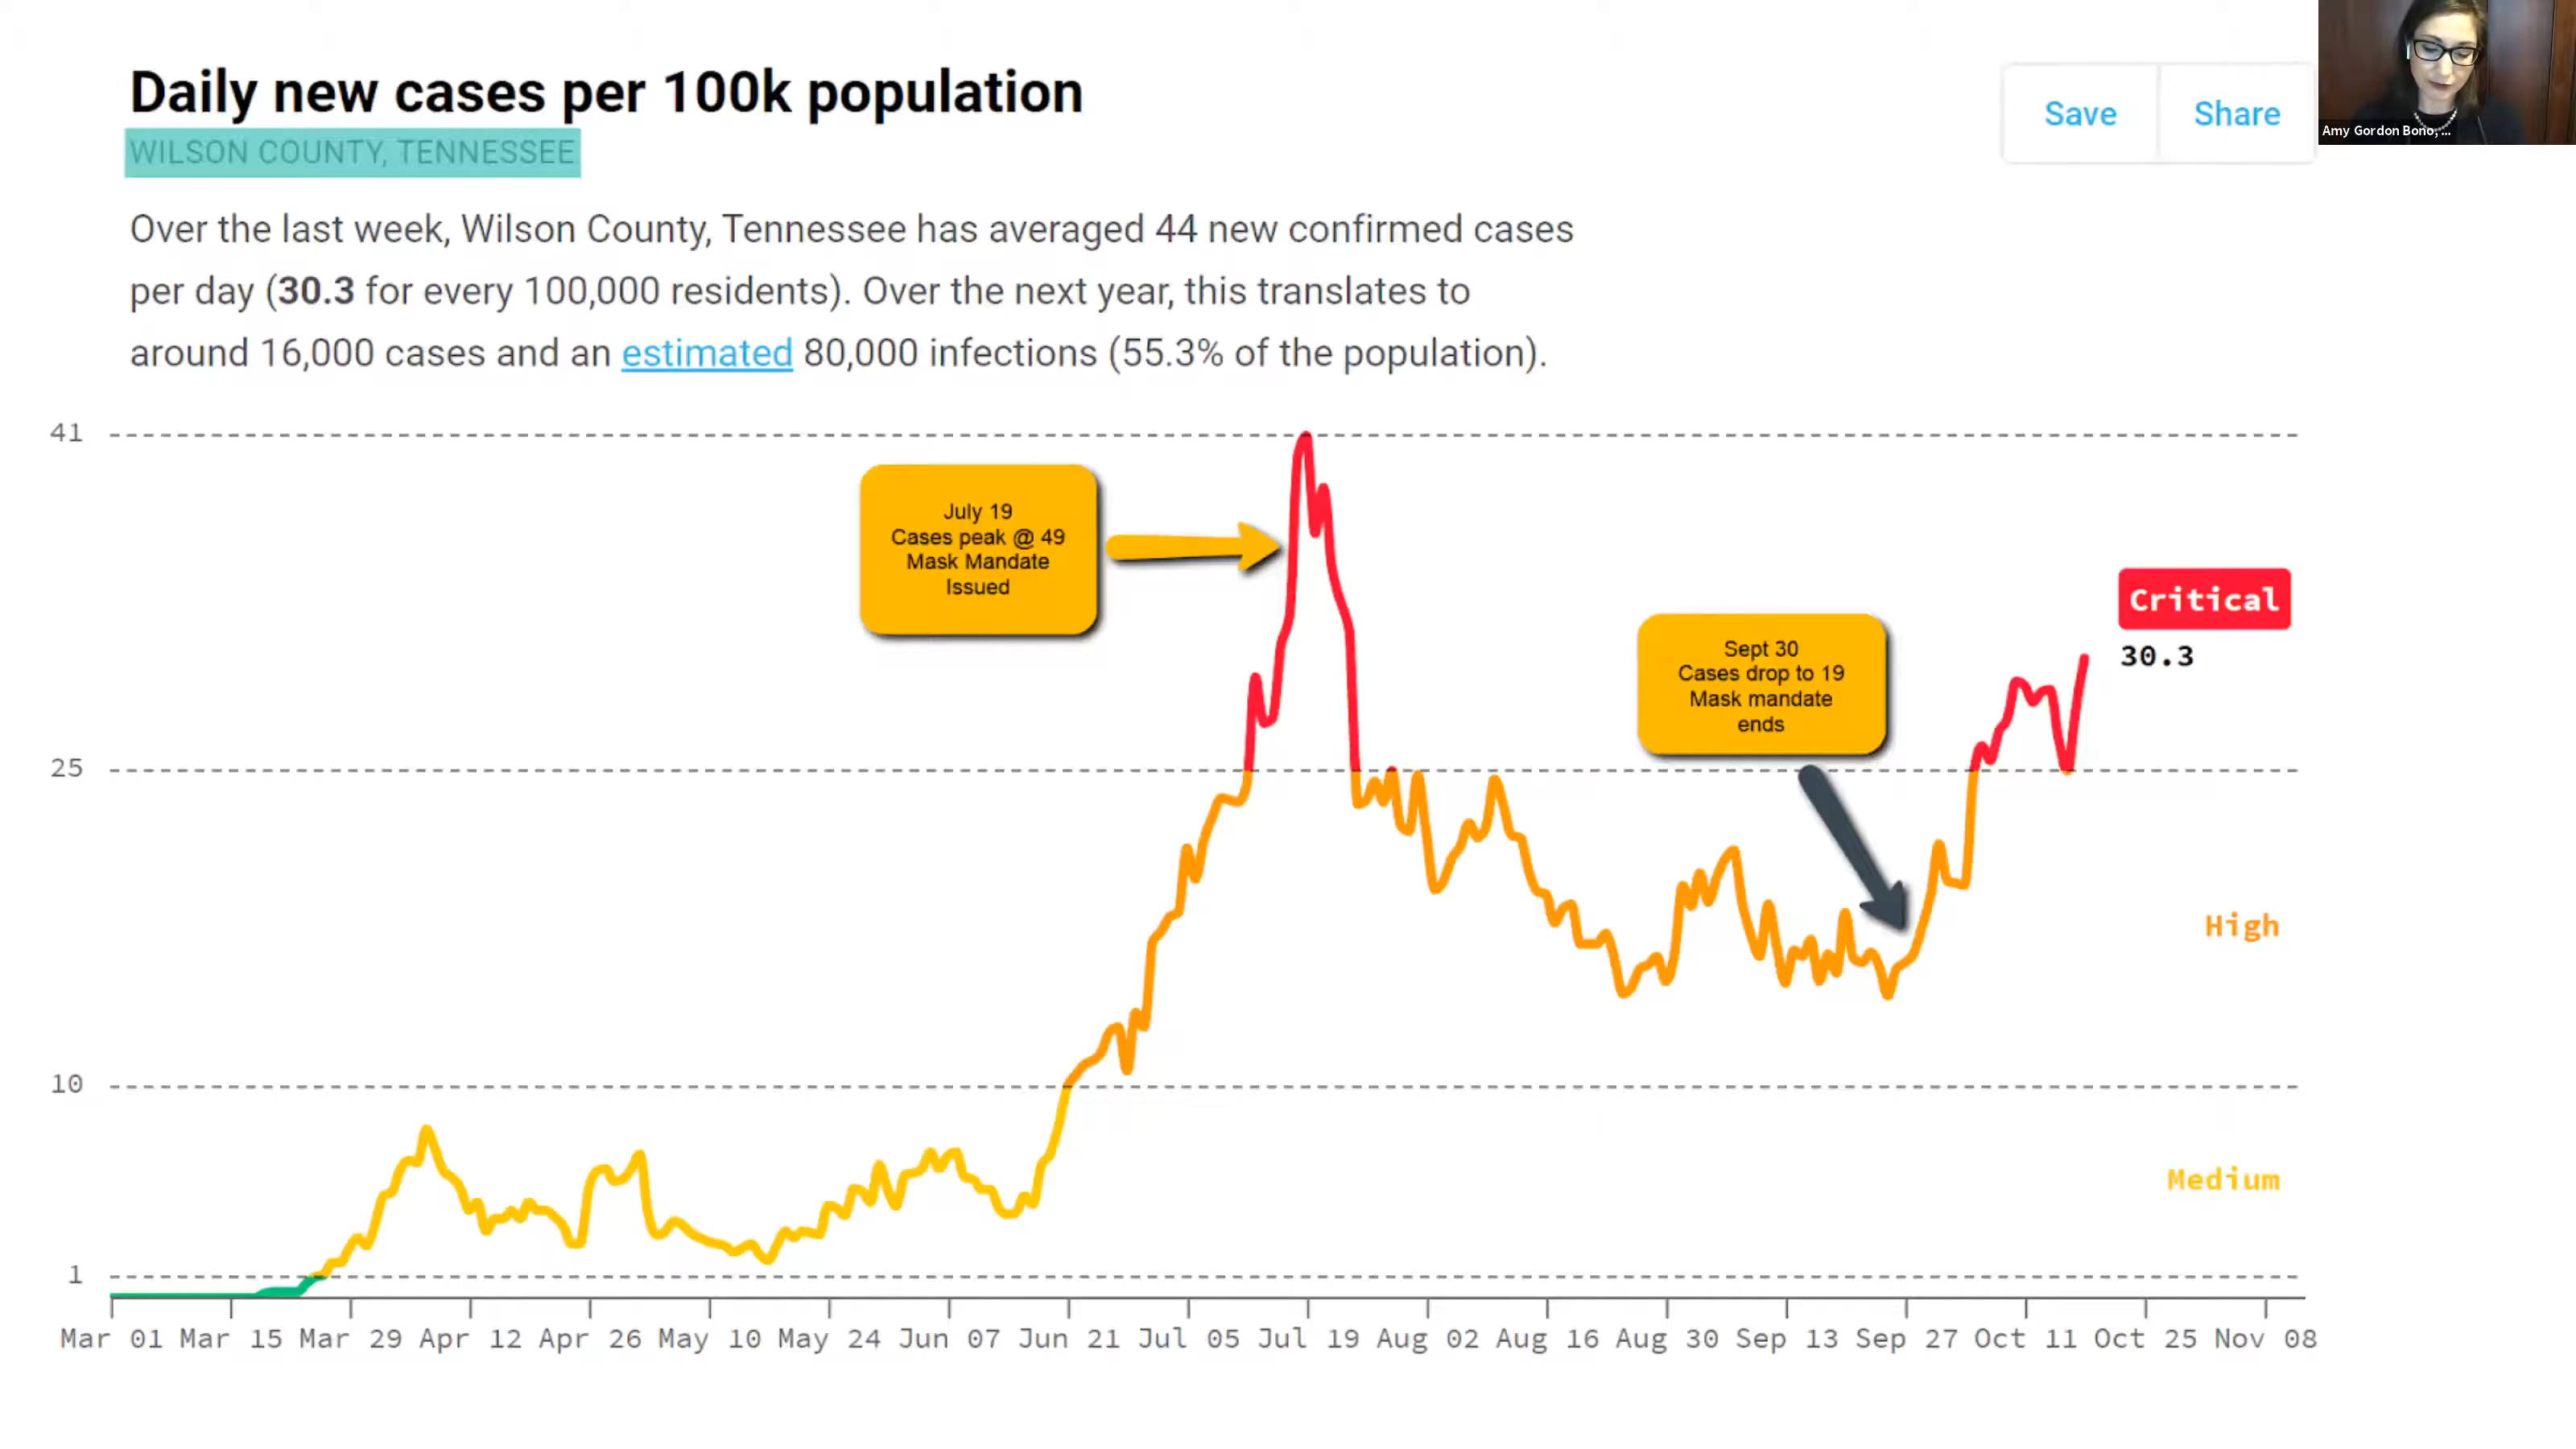 Daily new cases per 100k population
WILSON COUNTY, TENNESSEE
Save
Share
Amy Gordon Bono, ...
Over the last week, Wilson County, Tennessee has averaged 44 new confirmed cases
per day (30.3 for every 100,000 residents). Over the next year, this translates to
around 16,000 cases and an estimated 80,000 infections (55.3% of the population).
41
July 19
Cases peak @ 49
Mask Mandate
Issued
Critical
30.3
Sept 30
Cases drop to 19
Mask mandate
ends
25
High
10
Medium
1
Mar 01 Mar 15 Mar 29 Apr 12 Apr 26 May 10 May 24 Jun 07 Jun 21 Jul 05 Jul 19 Aug 02 Aug 16 Aug 30 Sep 13 Sep 27 Oct 11 Oct 25 Nov 08